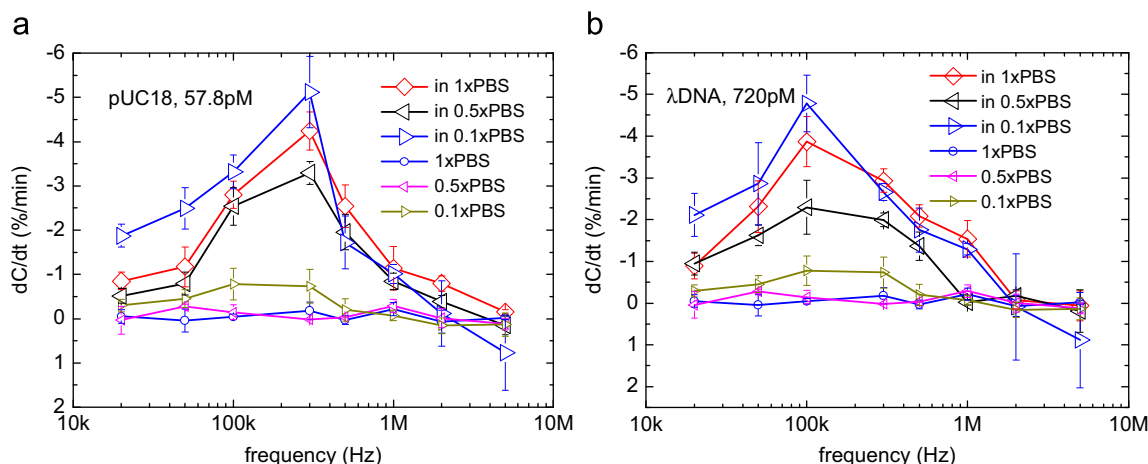 a
-6
-5
-4
-3
-2
-1
0
1
2
dC/dt (%/min)
pUC18, 57.8pM
in 1xPBS
in 0.5xPBS
in 0.1xPBS
1xPBS
0.5xPBS
0.1xPBS
10k 100k 1M 10M
frequency (Hz)
b
-6
-5
-4
-3
-2
-1
0
1
2
dC/dt (%/min)
λDNA, 720pM
in 1xPBS
in 0.5xPBS
in 0.1xPBS
1xPBS
0.5xPBS
0.1xPBS
10k 100k 1M 10M
frequency (Hz)